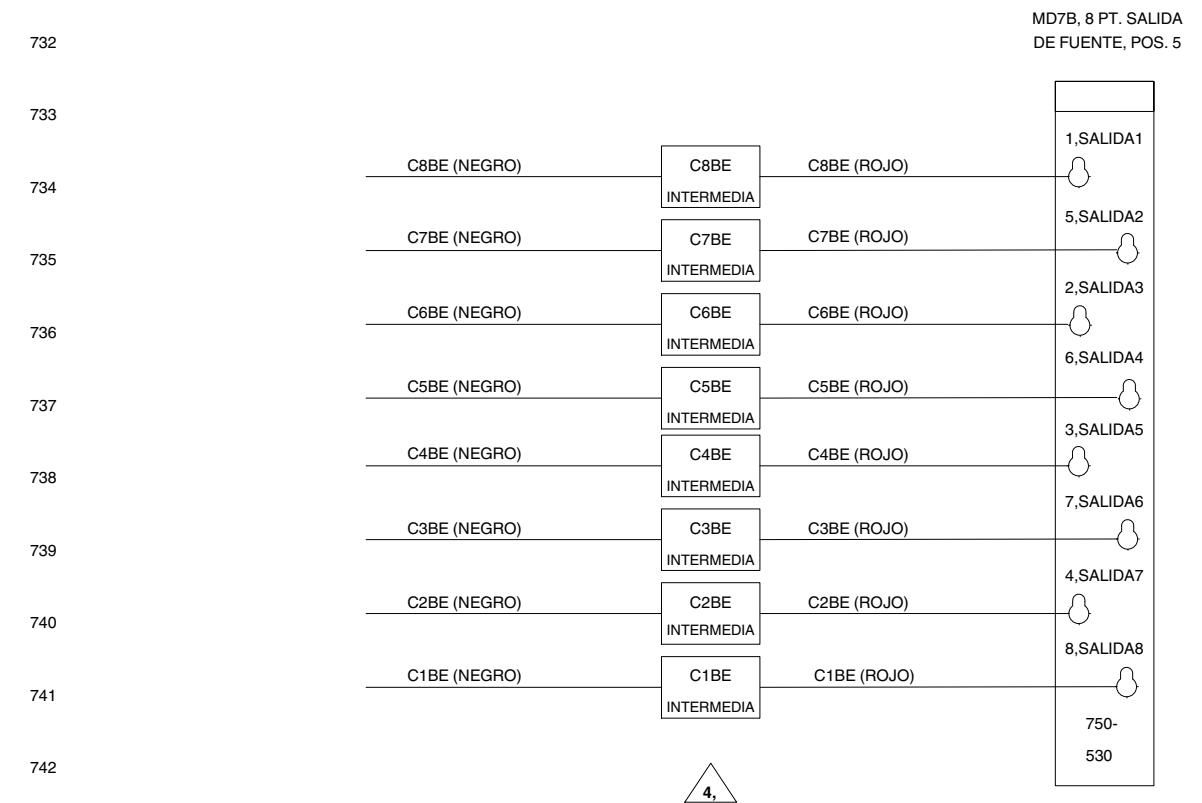 MD7B, 8 PT. SALIDA
732
DE FUENTE, POS. 5
733
1,SALIDA1
C8BE (NEGRO)
C8BE
C8BE (ROJO)
734
INTERMEDIA
5,SALIDA2
C7BE (NEGRO)
C7BE
C7BE (ROJO)
735
INTERMEDIA
2,SALIDA3
C6BE (NEGRO)
C6BE
C6BE (ROJO)
736
INTERMEDIA
6,SALIDA4
C5BE (NEGRO)
C5BE
C5BE (ROJO)
737
INTERMEDIA
3,SALIDA5
C4BE (NEGRO)
C4BE
C4BE (ROJO)
738
INTERMEDIA
7,SALIDA6
C3BE (NEGRO)
C3BE
C3BE (ROJO)
739
INTERMEDIA
4,SALIDA7
C2BE (NEGRO)
C2BE
C2BE (ROJO)
740
INTERMEDIA
8,SALIDA8
C1BE (NEGRO)
C1BE
C1BE (ROJO)
741
INTERMEDIA
750-
530
742
4,